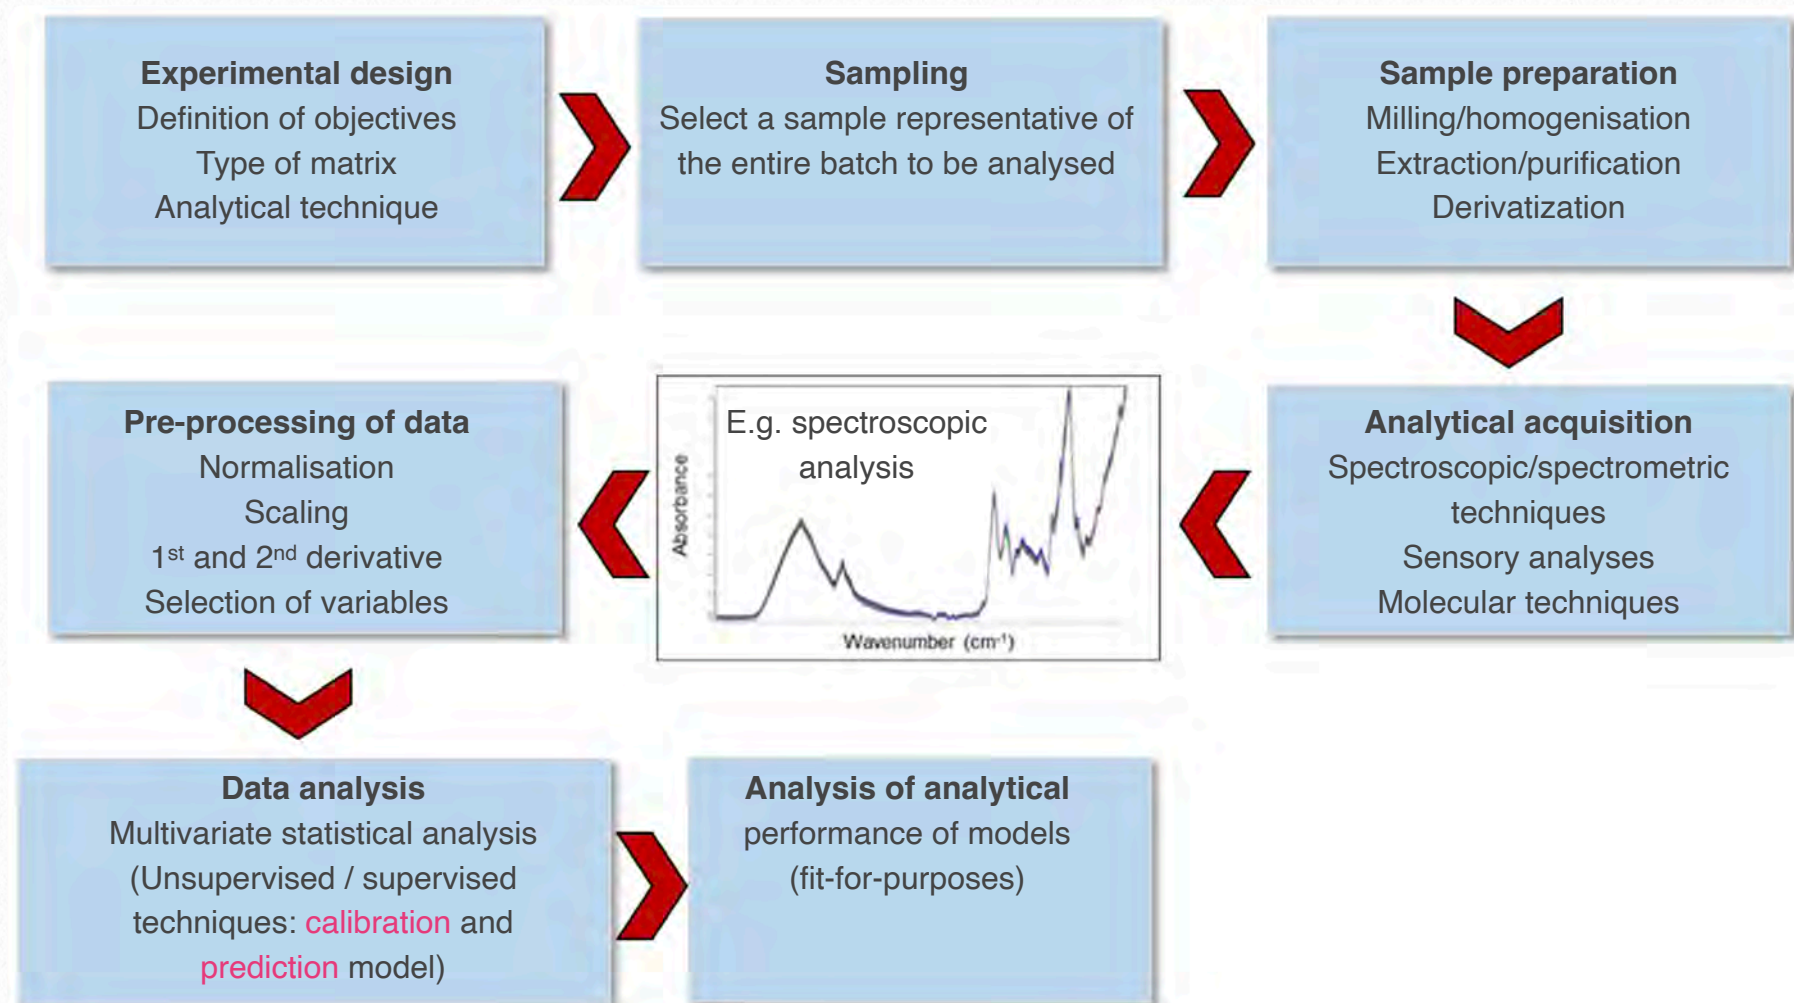 Experimental design
Definition of objectives
Type of matrix
Analytical technique
Sampling
Select a sample representative of
the entire batch to be analysed
Sample preparation
Milling/homogenisation
Extraction/purification
Derivatization
Analytical acquisition
Spectroscopic/spectrometric
techniques
Sensory analyses
Molecular techniques
E.g. spectroscopic
analysis
Absorbance
Wavenumber (cm⁻¹)
Pre-processing of data
Normalisation
Scaling
1ˢᵗ and 2ⁿᵈ derivative
Selection of variables
Data analysis
Multivariate statistical analysis
(Unsupervised / supervised
techniques: calibration and
prediction model)
Analysis of analytical
performance of models
(fit-for-purposes)